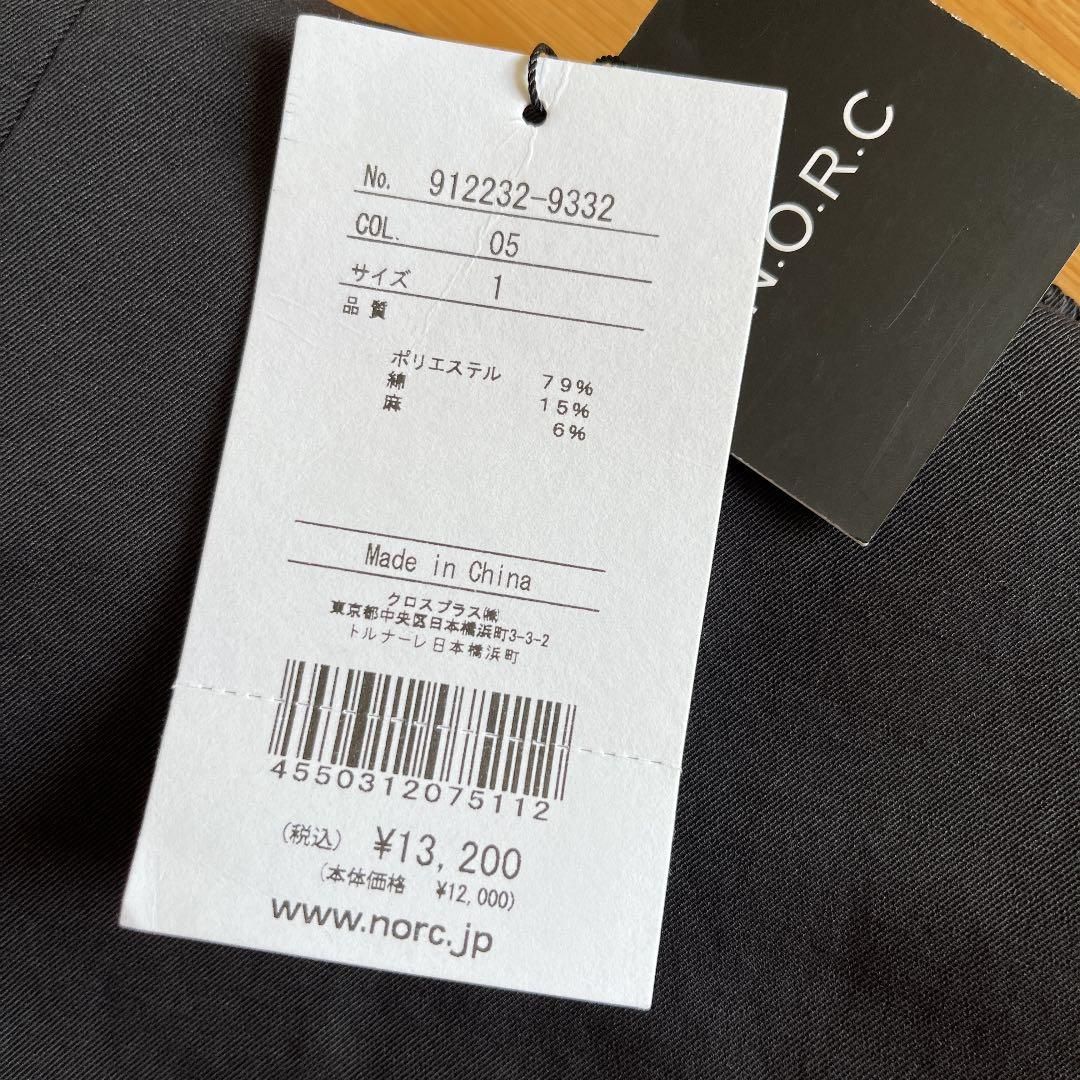 No. 912232-9332
COL. 05
サイズ 1
品質
ポリエステル 79%
綿 15%
麻 6%
Made in China
クロスプラス㈱
東京都中央区日本橋浜町3-3-2
トルナーレ日本橋浜町
4550312075112
(税込) ¥13,200
(本体価格 ¥12,000)
www.norc.jp
N.O.R.C